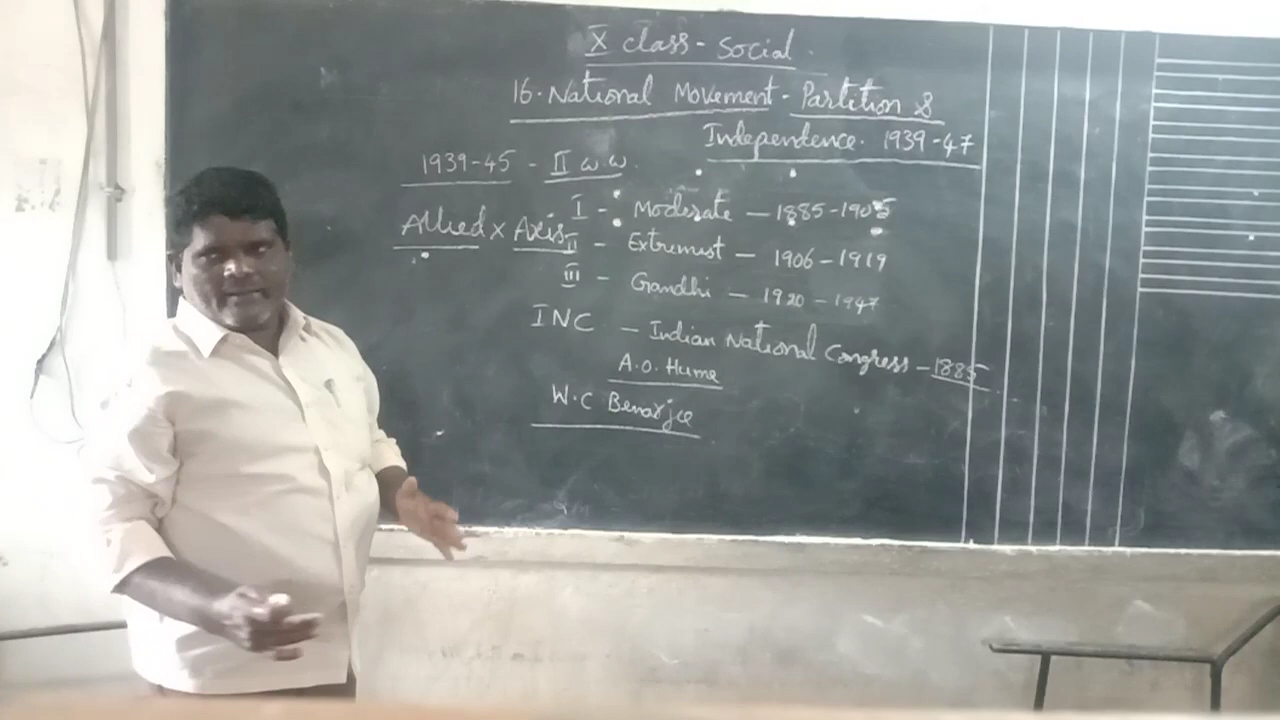 X class - Social
16. National Movement - Partition &
Independence. 1939-47
1939-45 - II w.w.
Allied x Axis
I - Moderate - 1885-1905
II - Extremist - 1906-1919
III - Gandhi - 1920-1947
INC - Indian National Congress - 1885
A.O. Hume
W.C Benarjee